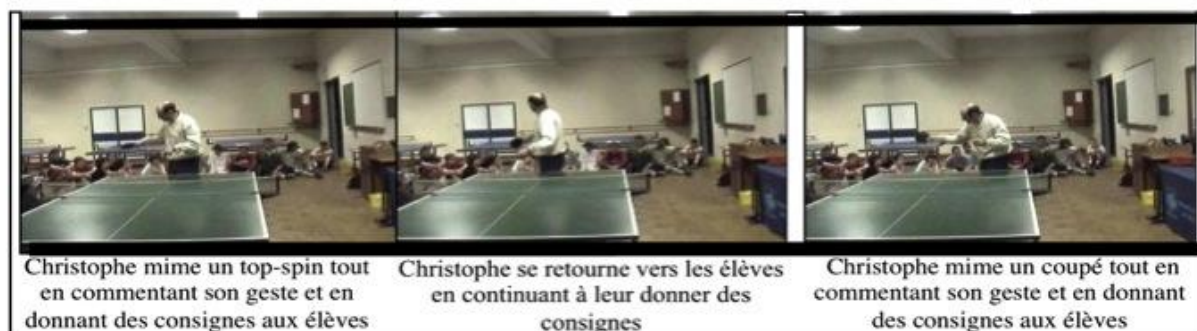 Christophe mime un top-spin tout
en commentant son geste et en
donnant des consignes aux élèves
Christophe se retourne vers les élèves
en continuant à leur donner des
consignes
Christophe mime un coupé tout en
commentant son geste et en donnant
des consignes aux élèves